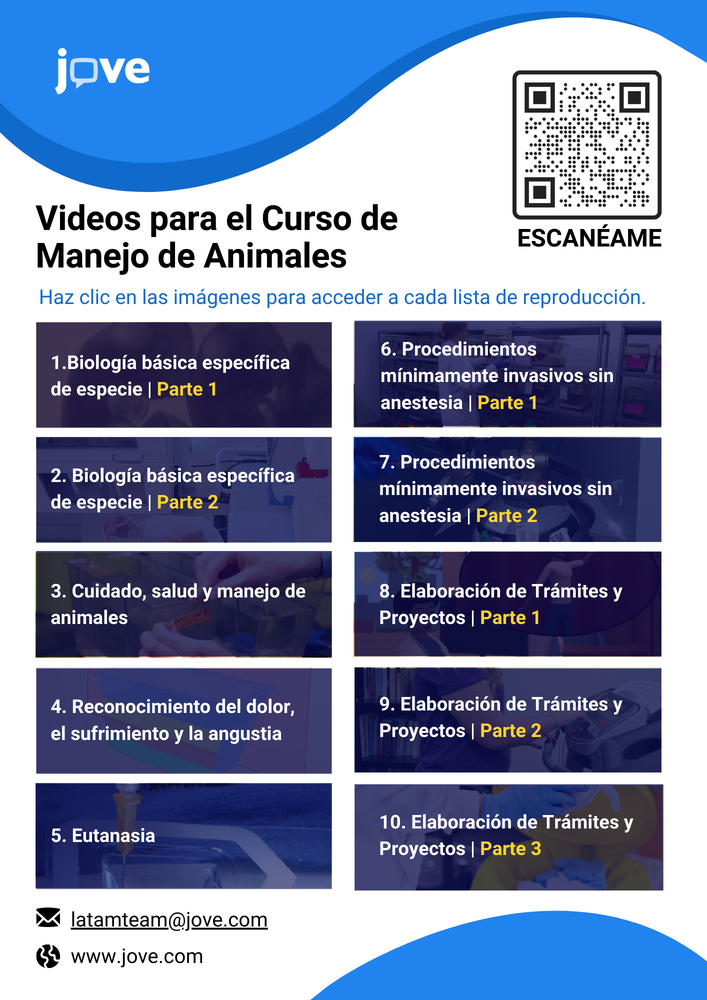 jove
ESCANÉAME
Videos para el Curso de
Manejo de Animales
Haz clic en las imágenes para acceder a cada lista de reproducción.
1.Biología básica específica
de especie | Parte 1
2. Biología básica específica
de especie | Parte 2
3. Cuidado, salud y manejo de
animales
4. Reconocimiento del dolor,
el sufrimiento y la angustia
5. Eutanasia
6. Procedimientos
mínimamente invasivos sin
anestesia | Parte 1
7. Procedimientos
mínimamente invasivos sin
anestesia | Parte 2
8. Elaboración de Trámites y
Proyectos | Parte 1
9. Elaboración de Trámites y
Proyectos | Parte 2
10. Elaboración de Trámites y
Proyectos | Parte 3
latamteam@jove.com
www.jove.com